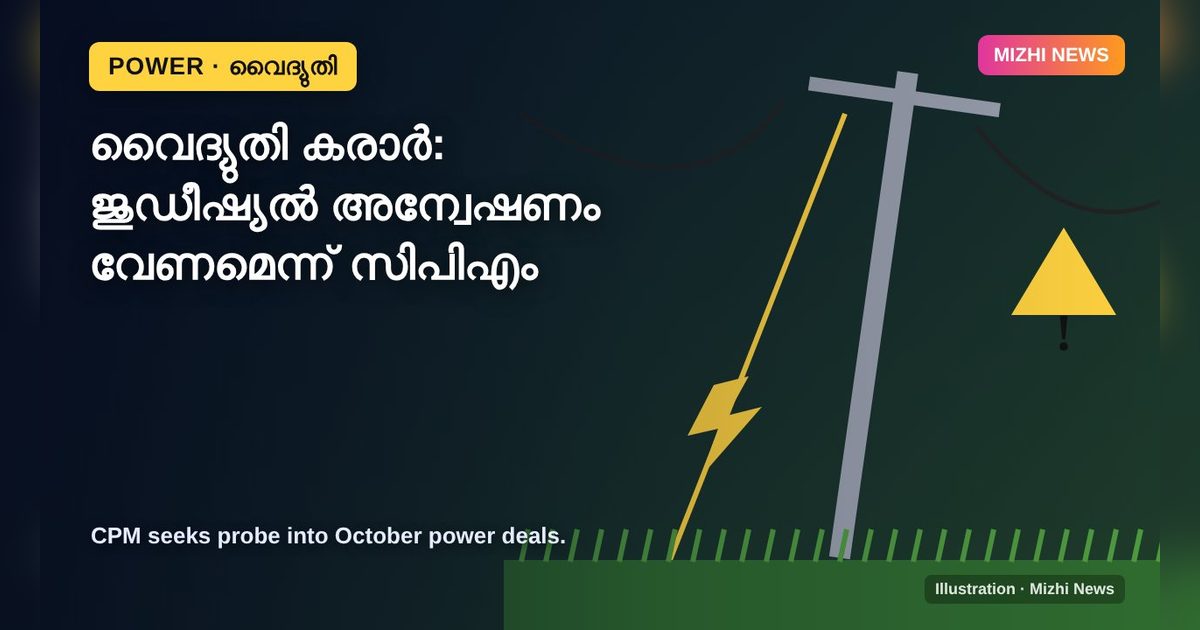 POWER · വൈദ്യുതി
MIZHI NEWS
വൈദ്യുതി കരാർ:
ജുഡീഷ്യൽ അന്വേഷണം
വേണമെന്ന് സിപിഎം
!
CPM seeks probe into October power deals.
Illustration · Mizhi News